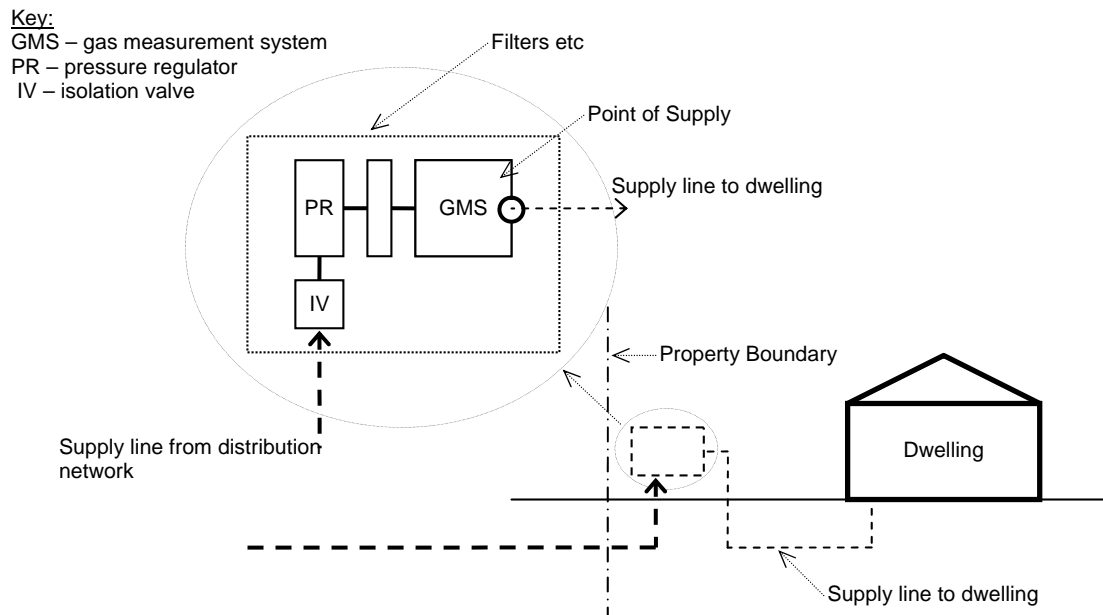 Key:
GMS – gas measurement system
PR – pressure regulator
IV – isolation valve
Filters etc
Point of Supply
Supply line to dwelling
PR
GMS
IV
Property Boundary
Supply line from distribution
network
Dwelling
Supply line to dwelling